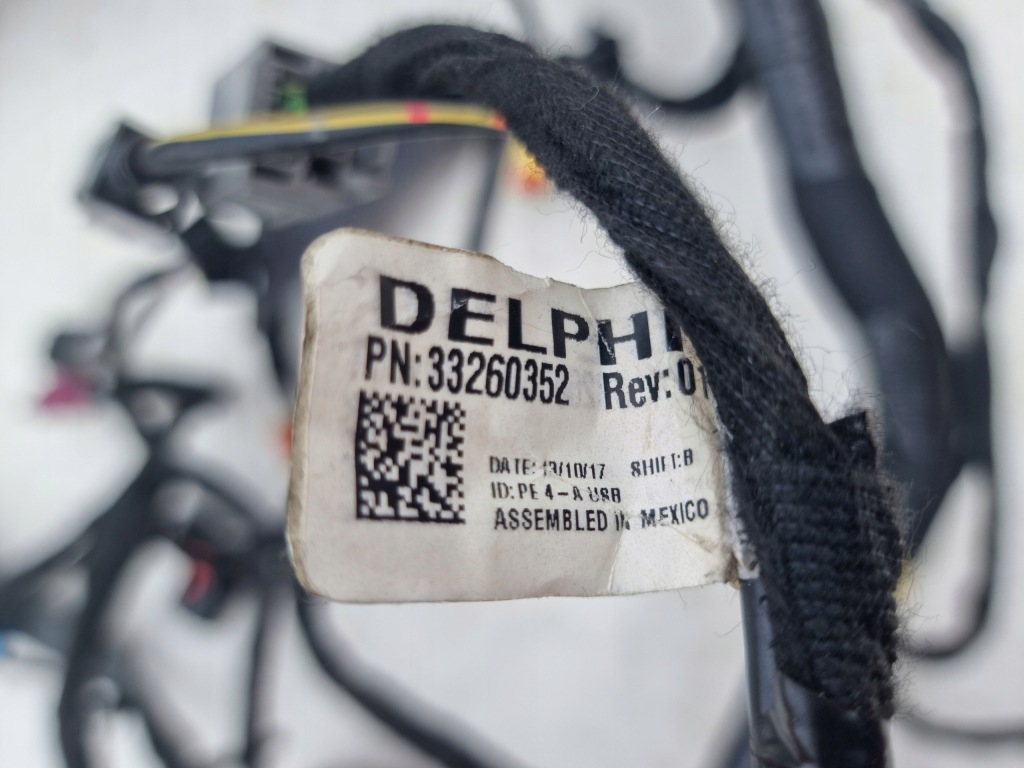 DELPHI
PN:33260352 Rev: 01
DATE: 13/10/17 SHIFT:B
ID:PE 4-A USB
ASSEMBLED IN MEXICO